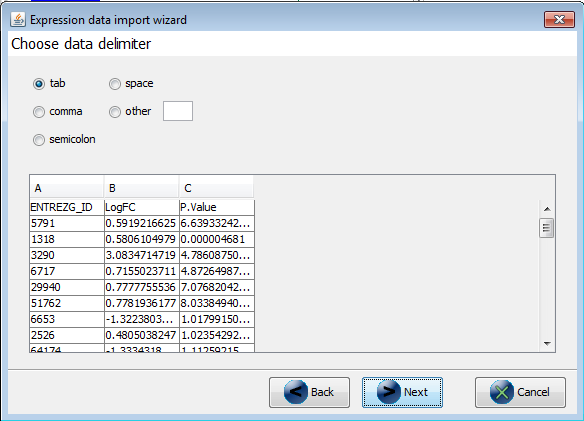 Expression data import wizard
Choose data delimiter
tab space
comma other
semicolon
A B C
ENTREZG_ID LogFC P.Value
5791 0.5919216625 6.63933242...
1318 0.5806104979 0.000004681
3290 3.0834714719 4.78608750...
6717 0.7155023711 4.87264987...
29940 0.7777755536 7.07682042...
51762 0.7781936177 8.03384940...
6653 -1.3223803... 1.01799150...
2526 0.4805038247 1.02354292...
64174 -1.3334318... 1.11259215...
Back Next Cancel